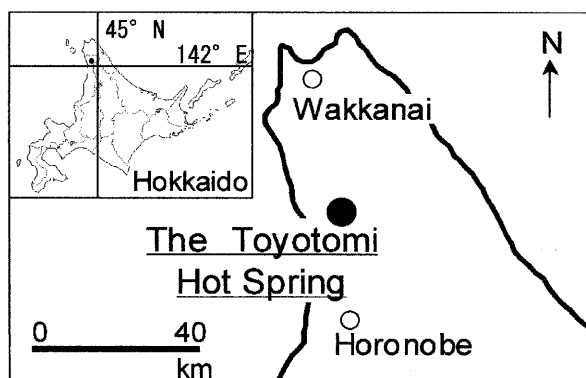 45° N
142° E
Hokkaido
N
Wakkanai
The Toyotomi
Hot Spring
Horonobe
0 40
km